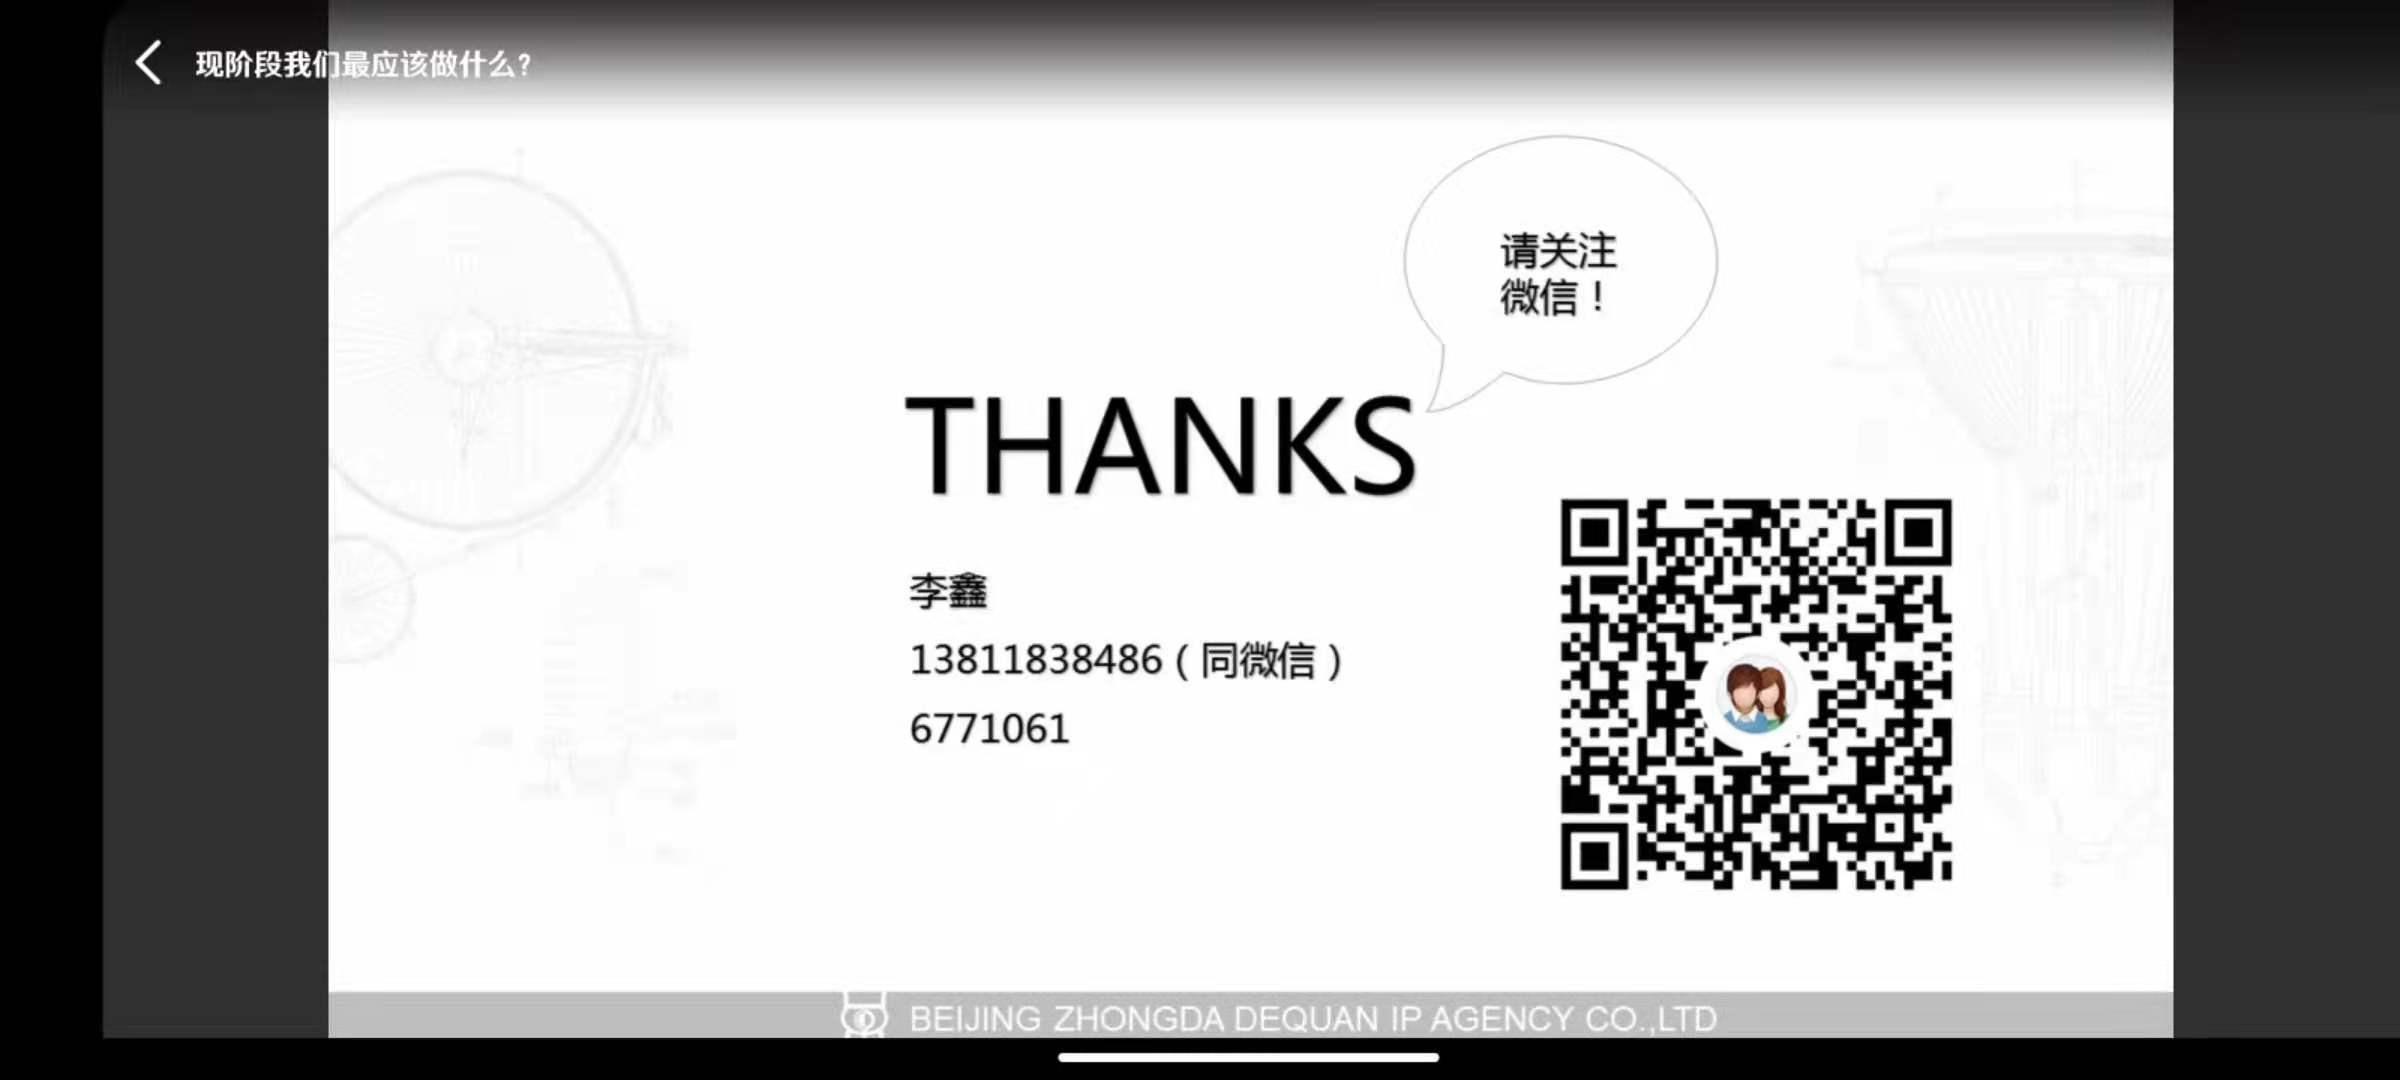 现阶段我们最应该做什么？
请关注
微信！
THANKS
李鑫
13811838486（同微信）
6771061
BEIJING ZHONGDA DEQUAN IP AGENCY CO.,LTD